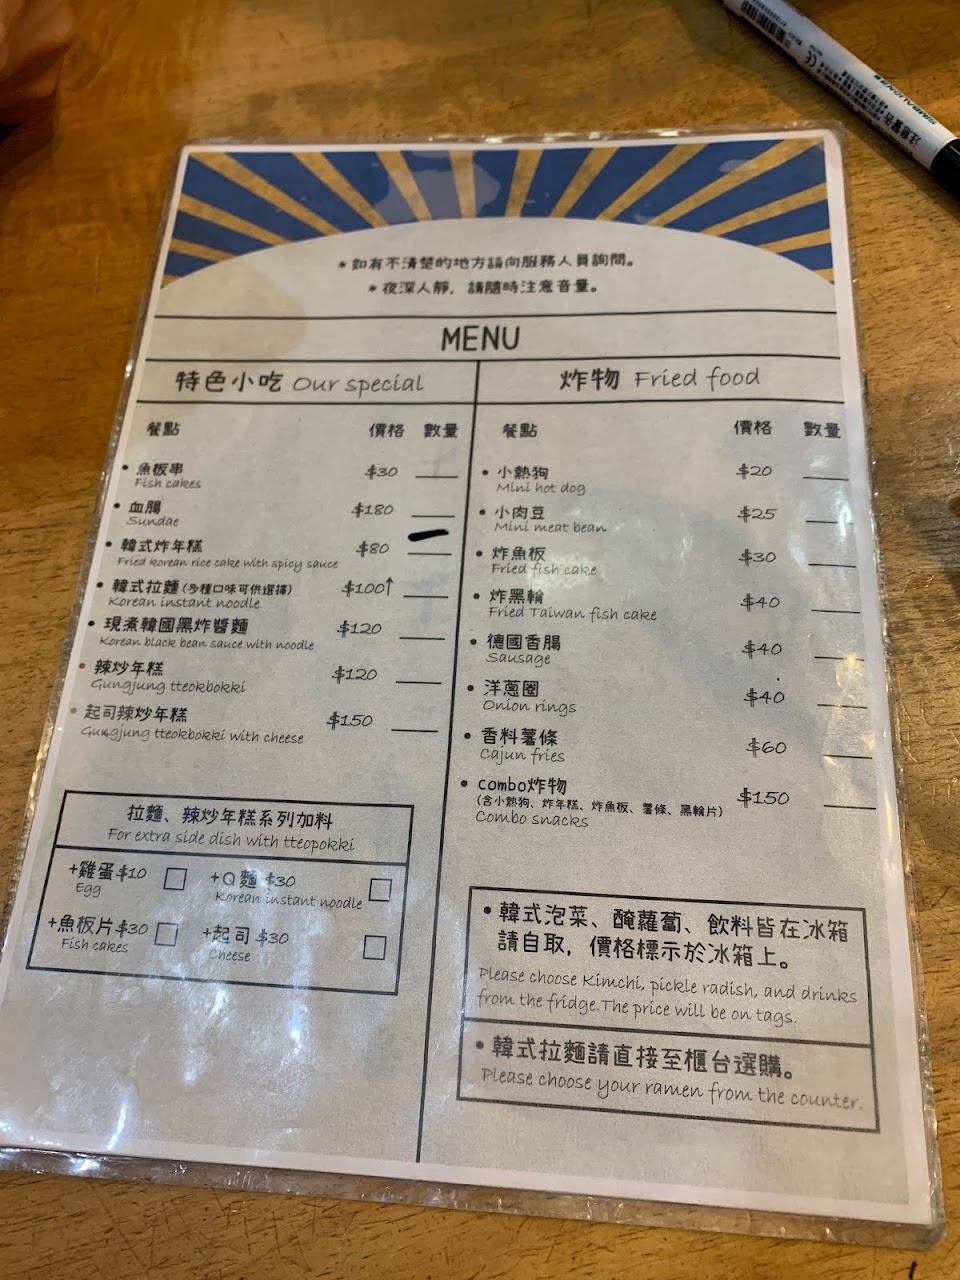 注意警告
SIMBALION
CE
*如有不清楚的地方請向服務人員詢問。
*夜深人靜，請隨時注意音量。
MENU
特色小吃 Our special
餐點 價格 數量
• 魚板串 $30
Fish cakes
• 血腸 $180
Sundae
• 韓式炸年糕 $80
Fried korean rice cake with spicy sauce
• 韓式拉麵(多種口味可供選擇) $100↑
Korean instant noodle
• 現煮韓國黑炸醬麵 $120
Korean black bean sauce with noodle
• 辣炒年糕 $120
Gungjung tteokbokki
• 起司辣炒年糕 $150
Gungjung tteokbokki with cheese
拉麵、辣炒年糕系列加料
For extra side dish with tteopokki
+雞蛋$10 +Q麵 $30
Egg Korean instant noodle
+魚板片$30 +起司 $30
Fish cakes Cheese
炸物 Fried food
餐點 價格 數量
• 小熱狗 $20
Mini hot dog
• 小肉豆 $25
Mini meat bean
• 炸魚板 $30
Fried fish cake
• 炸黑輪 $40
Fried Taiwan fish cake
• 德國香腸 $40
Sausage
• 洋蔥圈 $40
Onion rings
• 香料薯條 $60
Cajun fries
• combo炸物 $150
(含小熱狗、炸年糕、炸魚板、薯條、黑輪片)
Combo snacks
• 韓式泡菜、醃蘿蔔、飲料皆在冰箱
請自取，價格標示於冰箱上。
Please choose Kimchi, pickle radish, and drinks
from the fridge.The price will be on tags.
• 韓式拉麵請直接至櫃台選購。
Please choose your ramen from the counter.